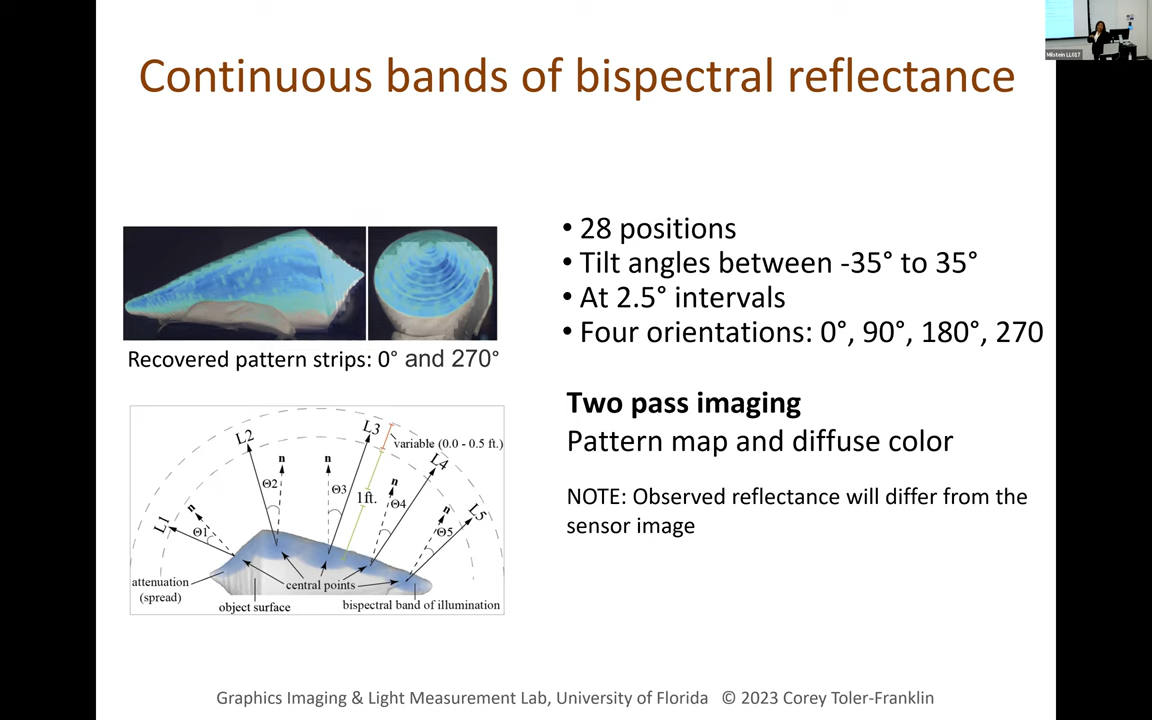 Continuous bands of bispectral reflectance
Milstein LL017
• 28 positions
• Tilt angles between -35° to 35°
• At 2.5° intervals
• Four orientations: 0°, 90°, 180°, 270
Recovered pattern strips: 0° and 270°
Two pass imaging
Pattern map and diffuse color
NOTE: Observed reflectance will differ from the
sensor image
L1
L2
L3
L4
L5
n
n
n
n
n
Θ1
Θ2
Θ3
Θ4
Θ5
variable (0.0 - 0.5 ft.)
1ft.
attenuation
(spread)
object surface
central points
bispectral band of illumination
Graphics Imaging & Light Measurement Lab, University of Florida © 2023 Corey Toler-Franklin